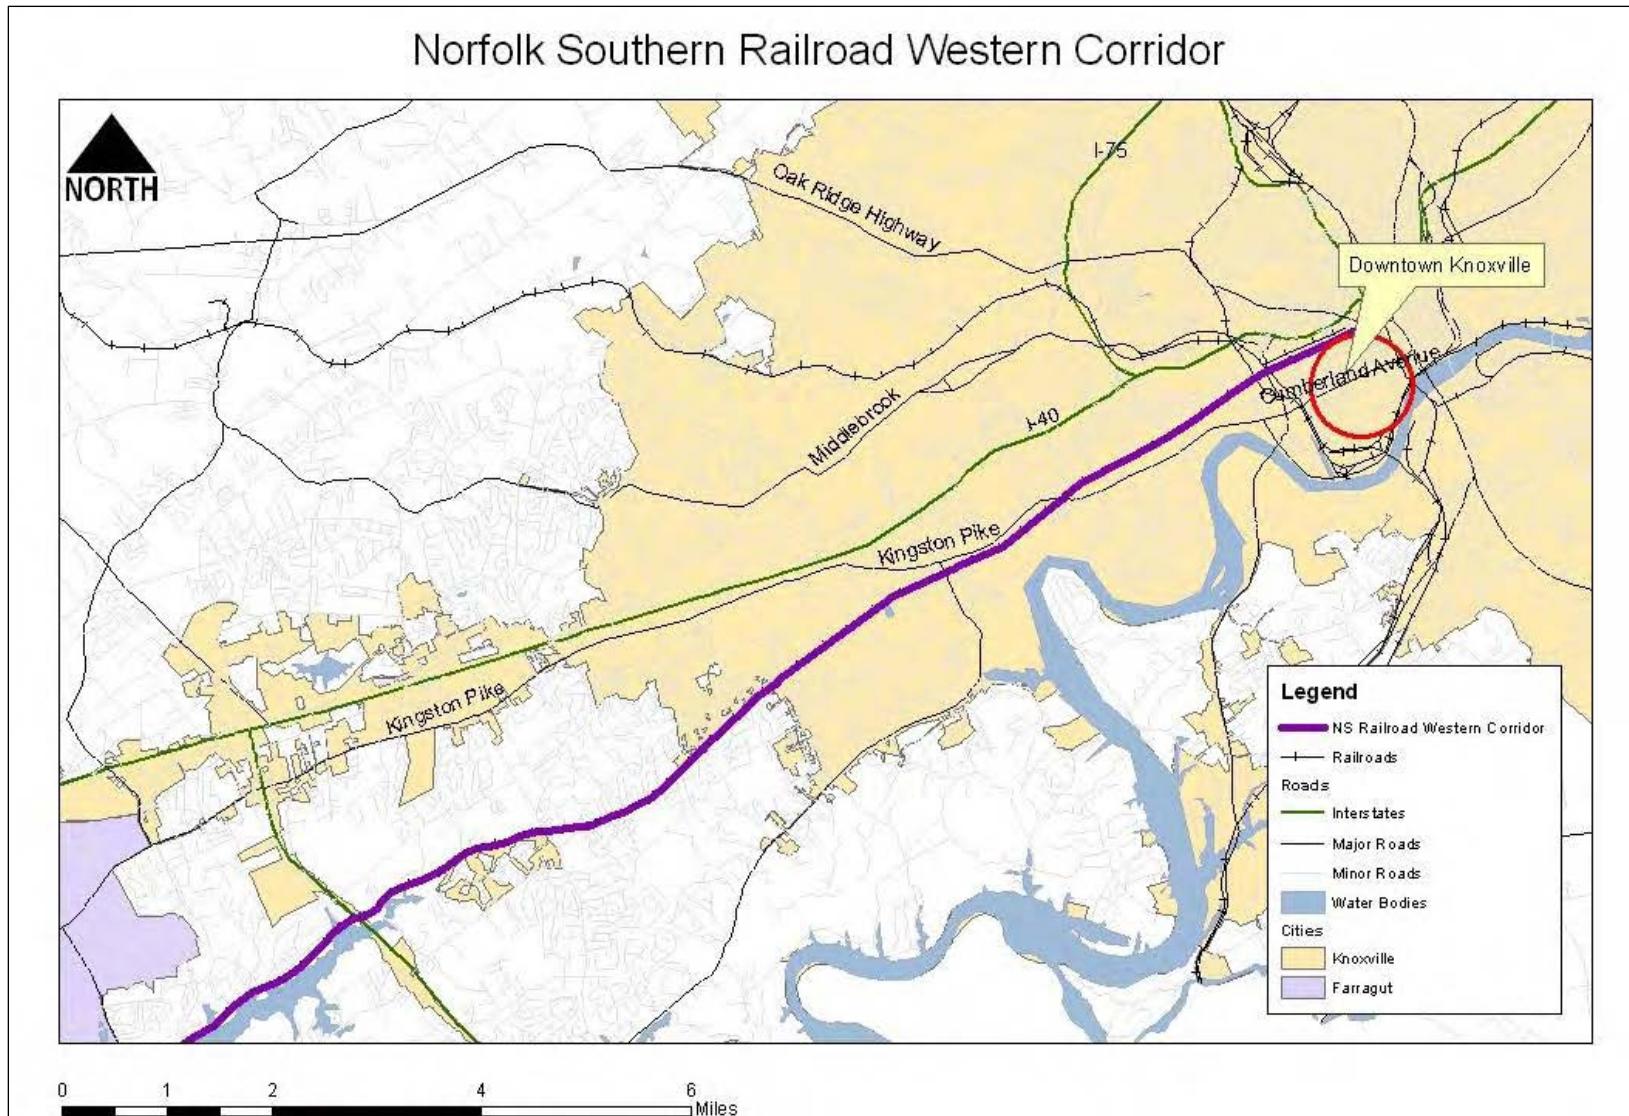 Norfolk Southern Railroad Western Corridor
NORTH
I-75
Oak Ridge Highway
Downtown Knoxville
Cumberland Avenue
Middlebrook
I-40
Kingston Pike
Kingston Pike
Legend
NS Railroad Western Corridor
Railroads
Roads
Interstates
Major Roads
Minor Roads
Water Bodies
Cities
Knoxville
Farragut
0 1 2 4 6
Miles